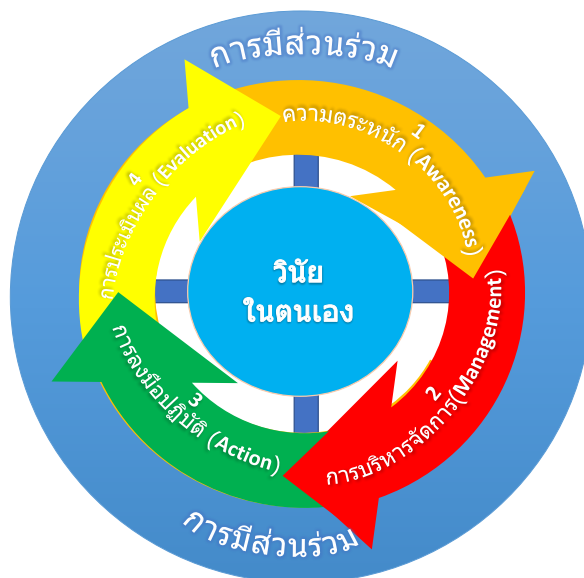 การมีส่วนร่วม
1
ความตระหนัก (Awareness)
2
การบริหารจัดการ(Management)
3
การลงมือปฏิบัติ (Action)
4
การประเมินผล (Evaluation)
วินัย
ในตนเอง
การมีส่วนร่วม